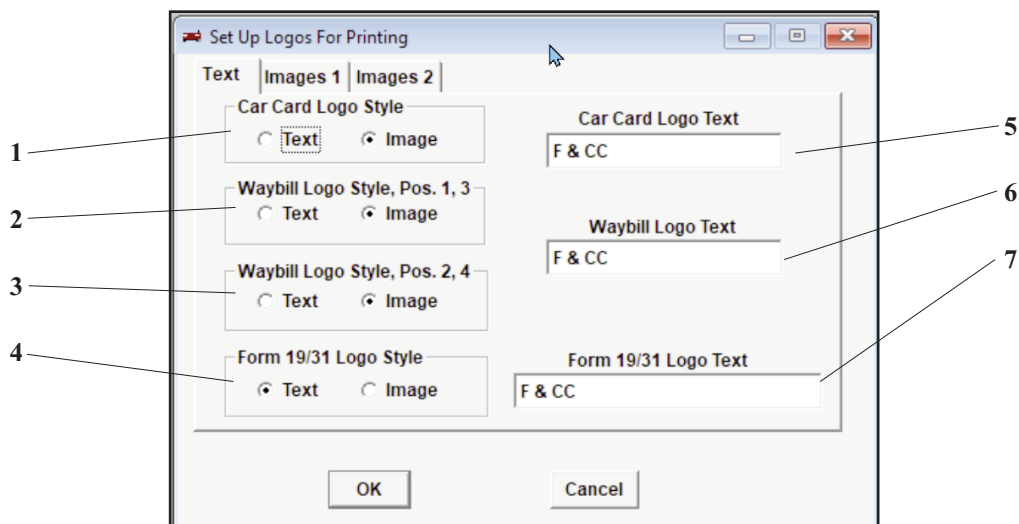 Set Up Logos For Printing
Text Images 1 Images 2
Car Card Logo Style
Text Image
Car Card Logo Text
F & CC
Waybill Logo Style, Pos. 1, 3
Text Image
Waybill Logo Text
F & CC
Waybill Logo Style, Pos. 2, 4
Text Image
Form 19/31 Logo Style
Text Image
Form 19/31 Logo Text
F & CC
OK Cancel
1
2
3
4
5
6
7